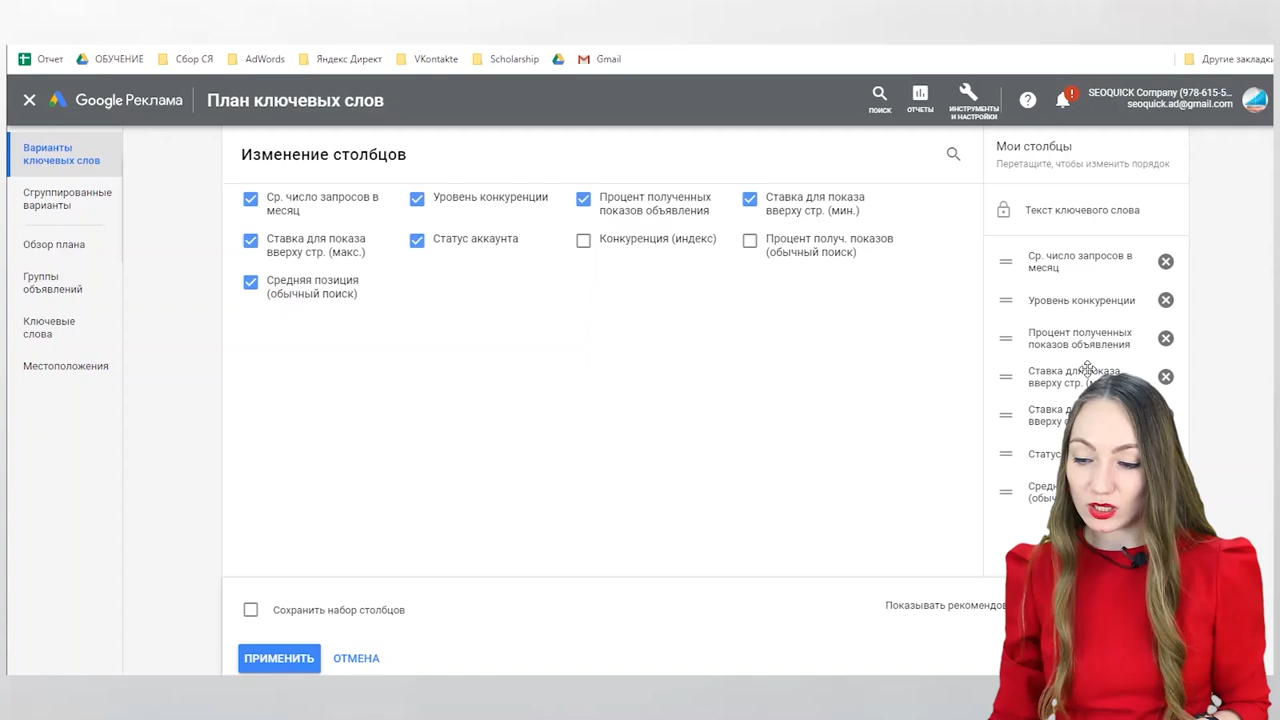 Отчет ОБУЧЕНИЕ Сбор СЯ AdWords Яндекс Директ VKontakte Scholarship Gmail Другие закладки
Google Реклама План ключевых слов
ПОИСК ОТЧЕТЫ ИНСТРУМЕНТЫ
И НАСТРОЙКИ
SEOQUICK Company (978-615-5...
seoquick.ad@gmail.com
Варианты
ключевых слов
Сгруппированные
варианты
Обзор плана
Группы
объявлений
Ключевые
слова
Местоположения
Изменение столбцов
Ср. число запросов в
месяц
Уровень конкуренции
Процент полученных
показов объявления
Ставка для показа
вверху стр. (мин.)
Ставка для показа
вверху стр. (макс.)
Статус аккаунта
Конкуренция (индекс)
Процент получ. показов
(обычный поиск)
Средняя позиция
(обычный поиск)
Мои столбцы
Перетащите, чтобы изменить порядок
Текст ключевого слова
Ср. число запросов в
месяц
Уровень конкуренции
Процент полученных
показов объявления
Ставка для показа
вверху стр.
Ставка
вверху
Статус
Сохранить набор столбцов
Показывать
ПРИМЕНИТЬ ОТМЕНА